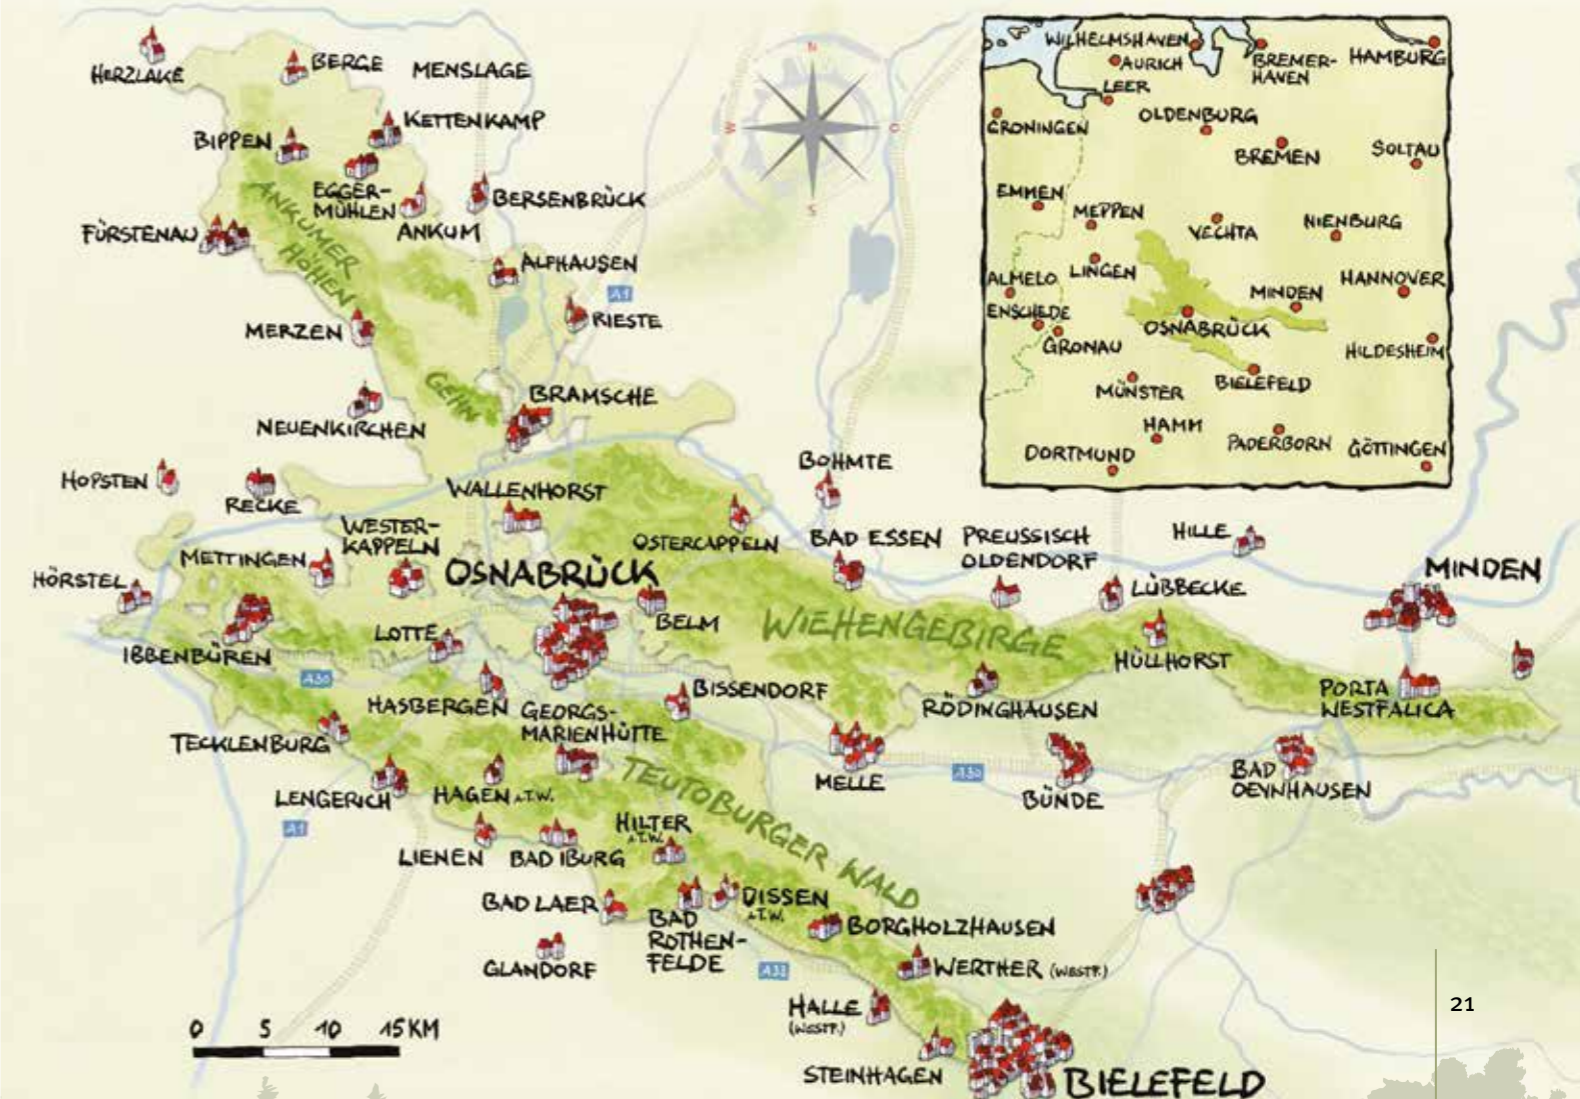 HERZLAKE
BERGE
MENSLAGE
BIPPEN
KETTENKAMP
EGGER-
MÜHLEN
ANKUM
BERSENBRÜCK
FÜRSTENAU
ANKUMER
HÖHEN
ALFHAUSEN
A1
RIESTE
MERZEN
GEHN
BRAMSCHE
NEUENKIRCHEN
HOPSTEN
RECKE
WALLENHORST
WESTER-
KAPPELN
METTINGEN
HÖRSTEL
OSNABRÜCK
OSTERCAPPELN
BOHMTE
BAD ESSEN
PREUSSISCH
OLDENDORF
HILLE
LÜBBECKE
MINDEN
BELM
WIEHENGEBIRGE
HÜLLHORST
LOTTE
IBBENBÜREN
A30
HASBERGEN
GEORGS-
MARIENHÜTTE
BISSENDORF
RÖDINGHAUSEN
PORTA
WESTFALICA
TECKLENBURG
MELLE
A30
BÜNDE
BAD
OEYNHAUSEN
LENGERICH
HAGEN a.T.W.
TEUTOBURGER WALD
A1
LIENEN
BAD IBURG
HILTER
a.T.W.
BAD LAER
BAD
ROTHEN-
FELDE
DISSEN
a.T.W.
BORGHOLZHAUSEN
GLANDORF
A33
WERTHER (WESTF.)
HALLE
(WESTF.)
STEINHAGEN
BIELEFELD
0 5 10 15 KM
N
W
O
S
WILHELMSHAVEN
AURICH
BREMER-
HAVEN
HAMBURG
LEER
GRONINGEN
OLDENBURG
BREMEN
SOLTAU
EMMEN
MEPPEN
VECHTA
NIENBURG
ALMELO
LINGEN
MINDEN
HANNOVER
ENSCHEDE
OSNABRÜCK
GRONAU
HILDESHEIM
MÜNSTER
BIELEFELD
HAMM
DORTMUND
PADERBORN
GÖTTINGEN
21